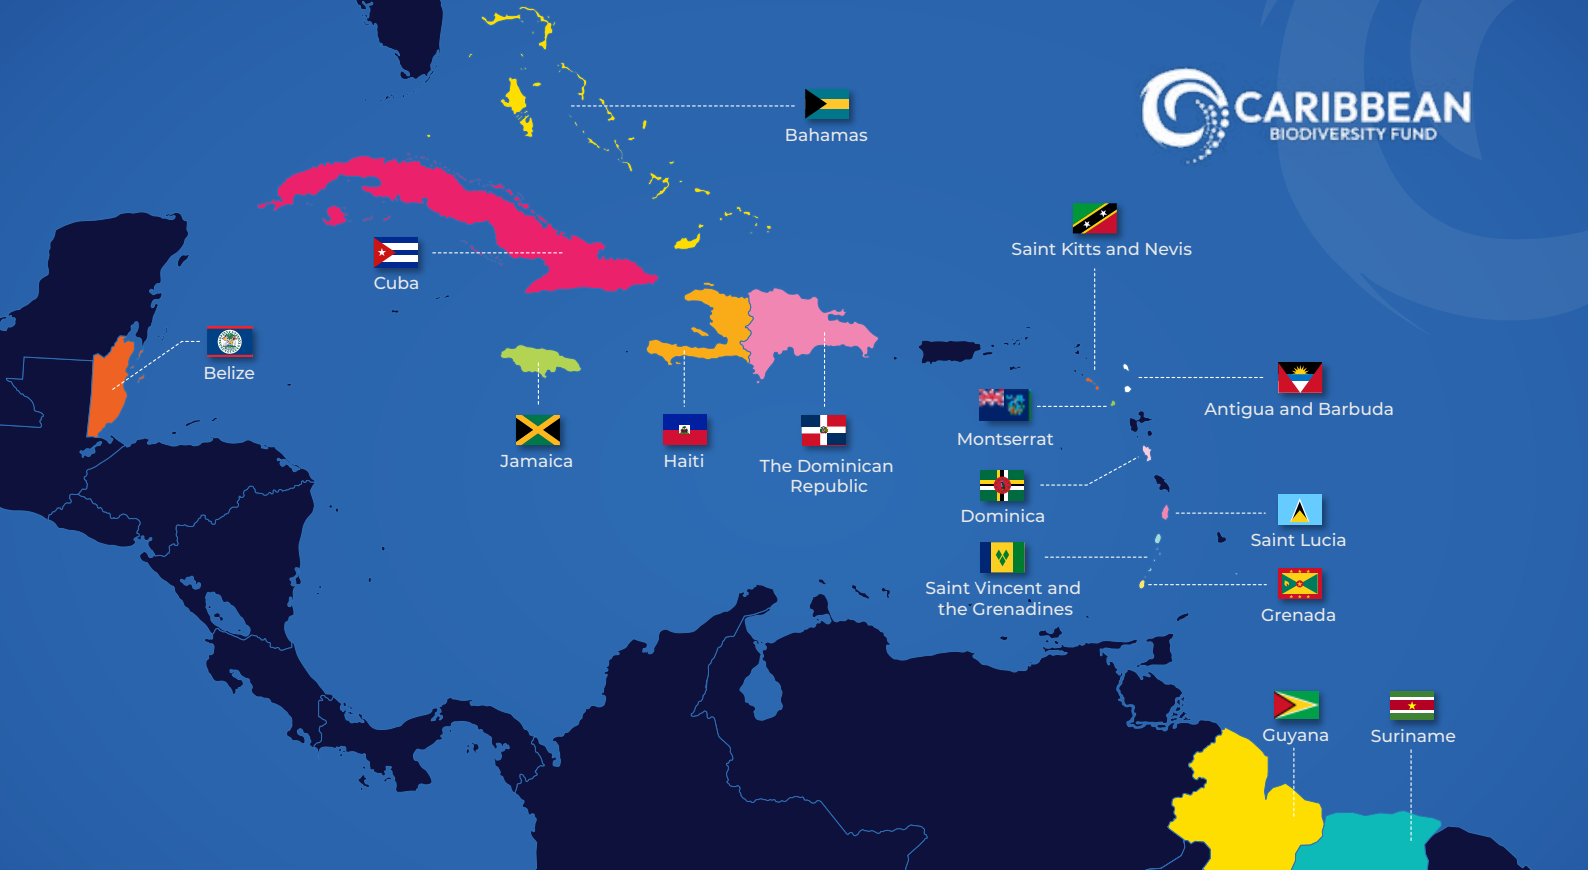 CARIBBEAN
BIODIVERSITY FUND
Bahamas
Saint Kitts and Nevis
Cuba
Belize
Antigua and Barbuda
Montserrat
Jamaica
Haiti
The Dominican
Republic
Dominica
Saint Lucia
Saint Vincent and
the Grenadines
Grenada
Guyana
Suriname